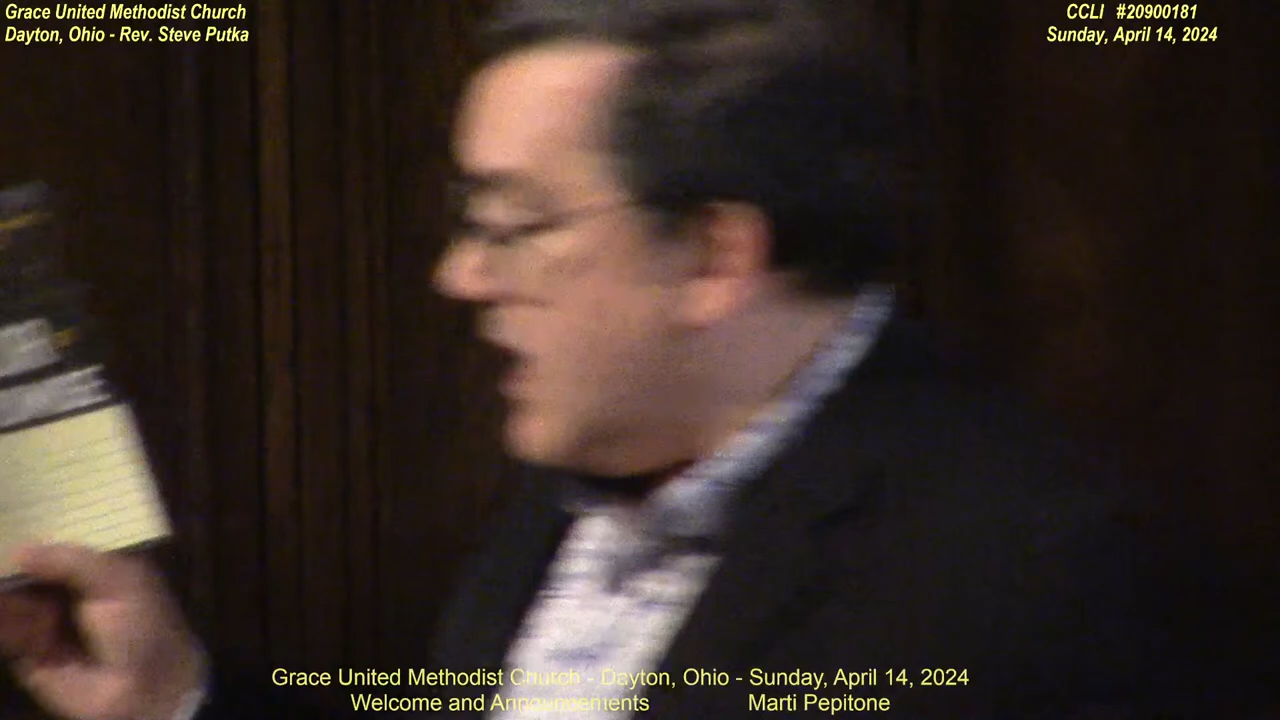 Grace United Methodist Church
Dayton, Ohio - Rev. Steve Putka
CCLI #20900181
Sunday, April 14, 2024
Grace United Methodist Church - Dayton, Ohio - Sunday, April 14, 2024
Welcome and Announcements Marti Pepitone